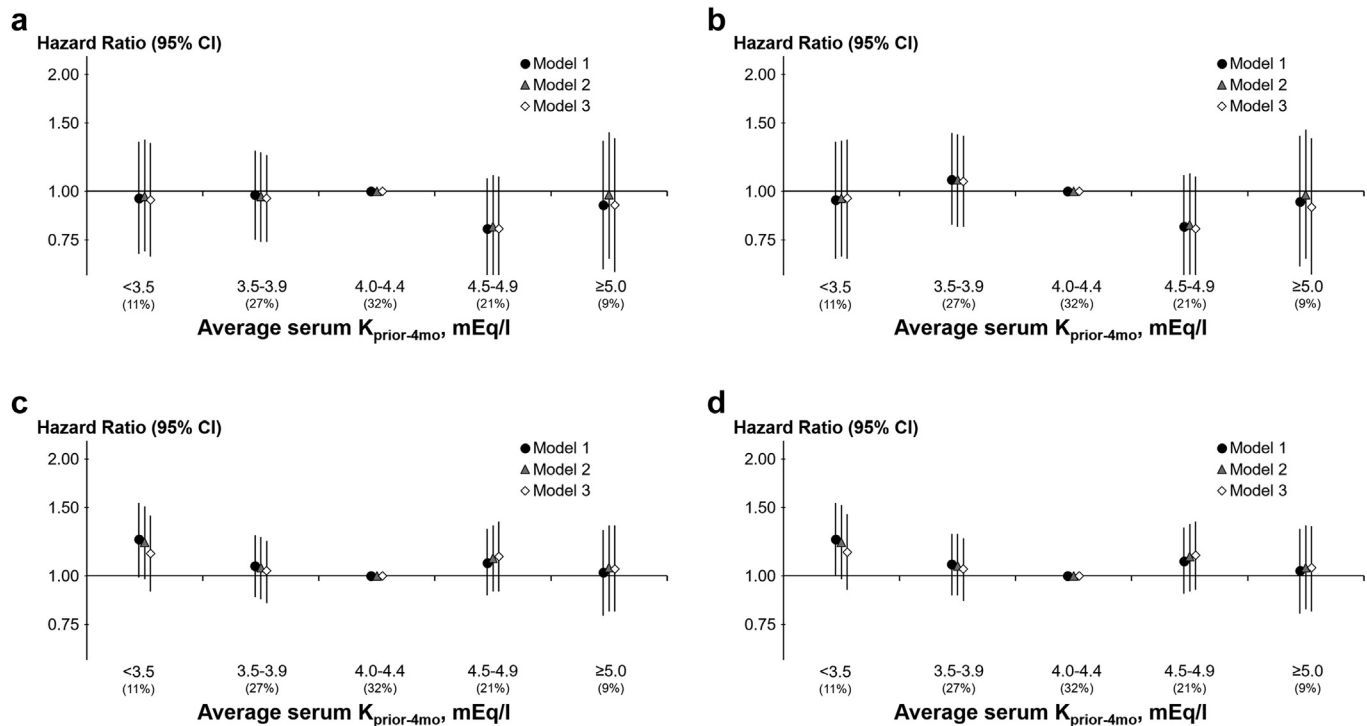 a
Hazard Ratio (95% CI)
2.00
1.50
1.00
0.75
Model 1
Model 2
Model 3
<3.5 3.5-3.9 4.0-4.4 4.5-4.9 ≥5.0
(11%) (27%) (32%) (21%) (9%)
Average serum Kprior-4mo, mEq/l
b
Hazard Ratio (95% CI)
2.00
1.50
1.00
0.75
Model 1
Model 2
Model 3
<3.5 3.5-3.9 4.0-4.4 4.5-4.9 ≥5.0
(11%) (27%) (32%) (21%) (9%)
Average serum Kprior-4mo, mEq/l
c
Hazard Ratio (95% CI)
2.00
1.50
1.00
0.75
Model 1
Model 2
Model 3
<3.5 3.5-3.9 4.0-4.4 4.5-4.9 ≥5.0
(11%) (27%) (32%) (21%) (9%)
Average serum Kprior-4mo, mEq/l
d
Hazard Ratio (95% CI)
2.00
1.50
1.00
0.75
Model 1
Model 2
Model 3
<3.5 3.5-3.9 4.0-4.4 4.5-4.9 ≥5.0
(11%) (27%) (32%) (21%) (9%)
Average serum Kprior-4mo, mEq/l